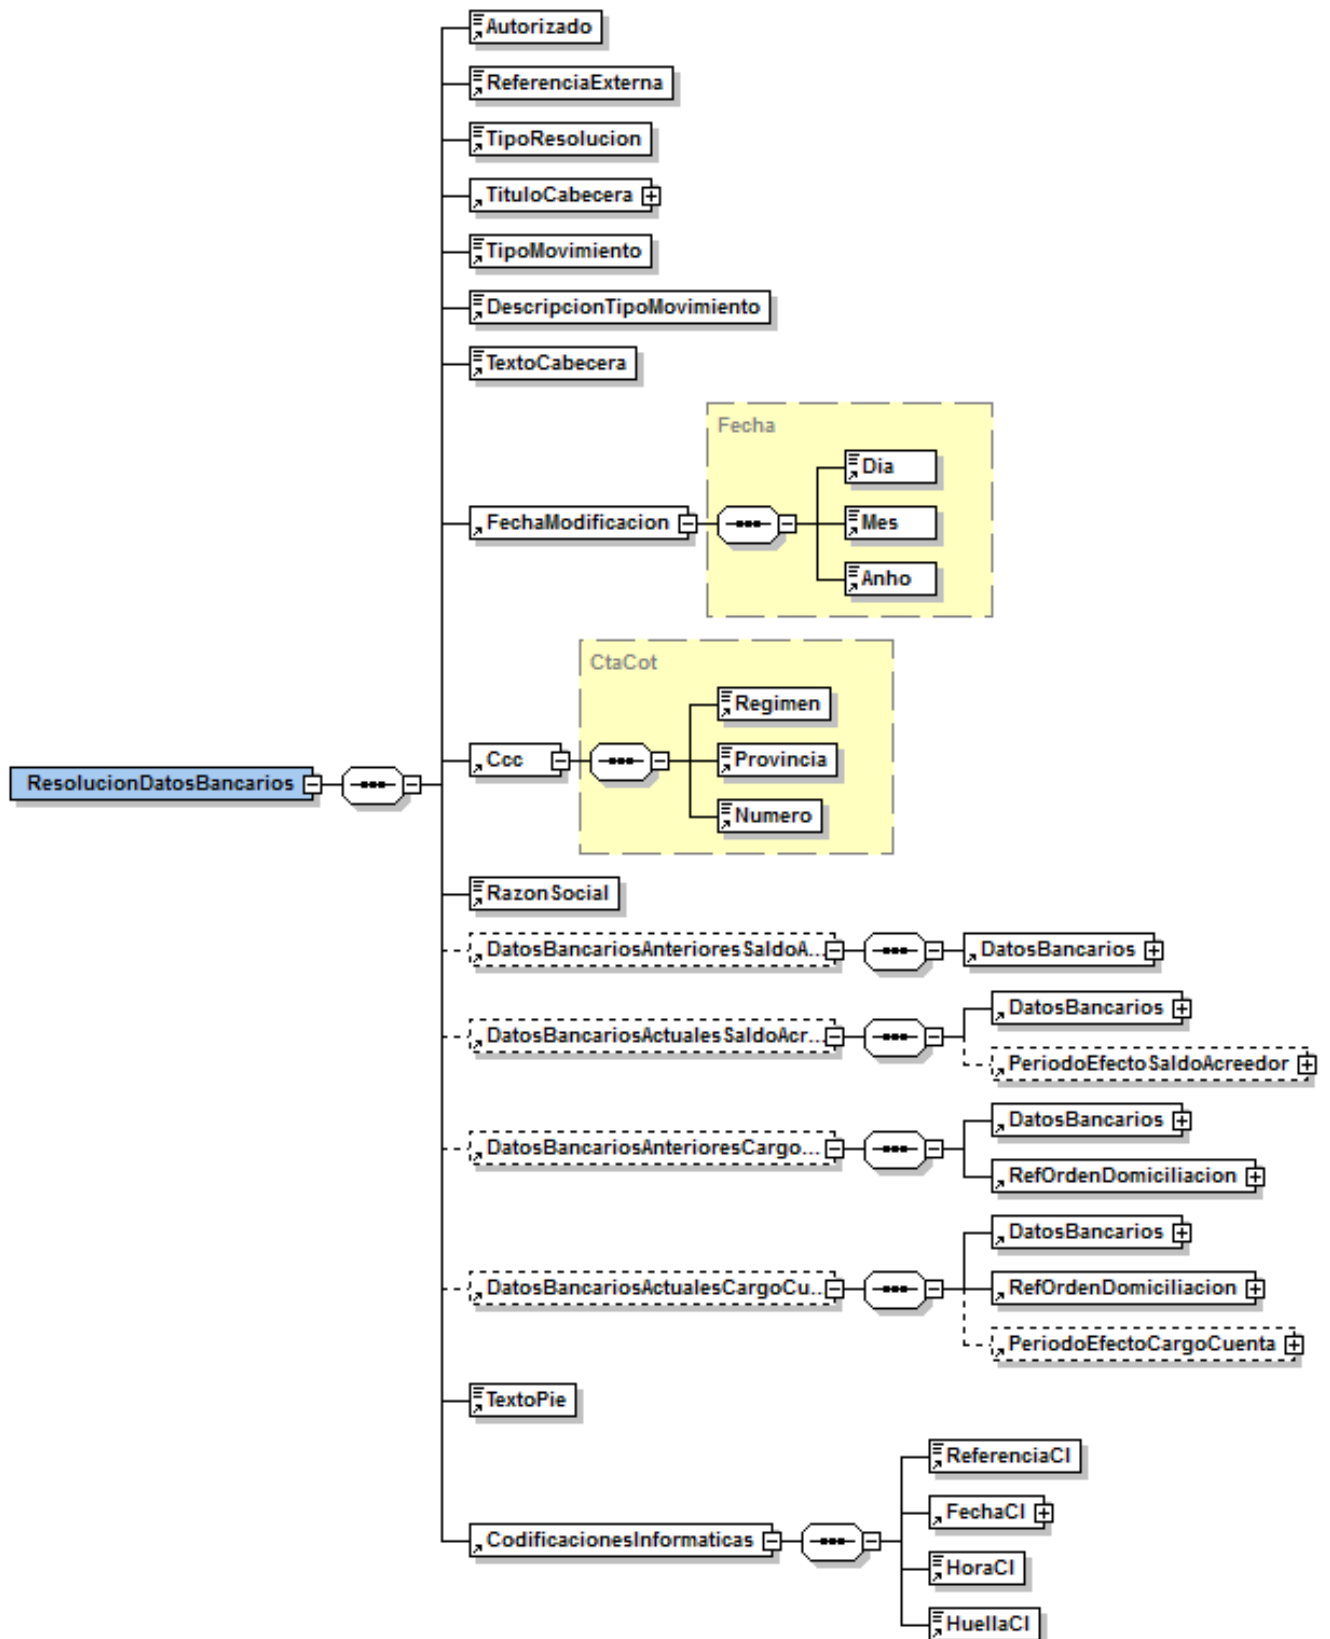 Autorizado
ReferenciaExterna
TipoResolucion
TituloCabecera
TipoMovimiento
DescripcionTipoMovimiento
TextoCabecera
Fecha
Dia
FechaModificacion
Mes
Anho
CtaCot
Regimen
Ccc
Provincia
Numero
ResolucionDatosBancarios
RazonSocial
DatosBancariosAnterioresSaldoA...
DatosBancarios
DatosBancarios
DatosBancariosActualesSaldoAcr...
PeriodoEfectoSaldoAcreedor
DatosBancarios
DatosBancariosAnterioresCargo...
RefOrdenDomiciliacion
DatosBancarios
DatosBancariosActualesCargoCu...
RefOrdenDomiciliacion
PeriodoEfectoCargoCuenta
TextoPie
ReferenciaCI
FechaCI
CodificacionesInformaticas
HoraCI
HuellaCI